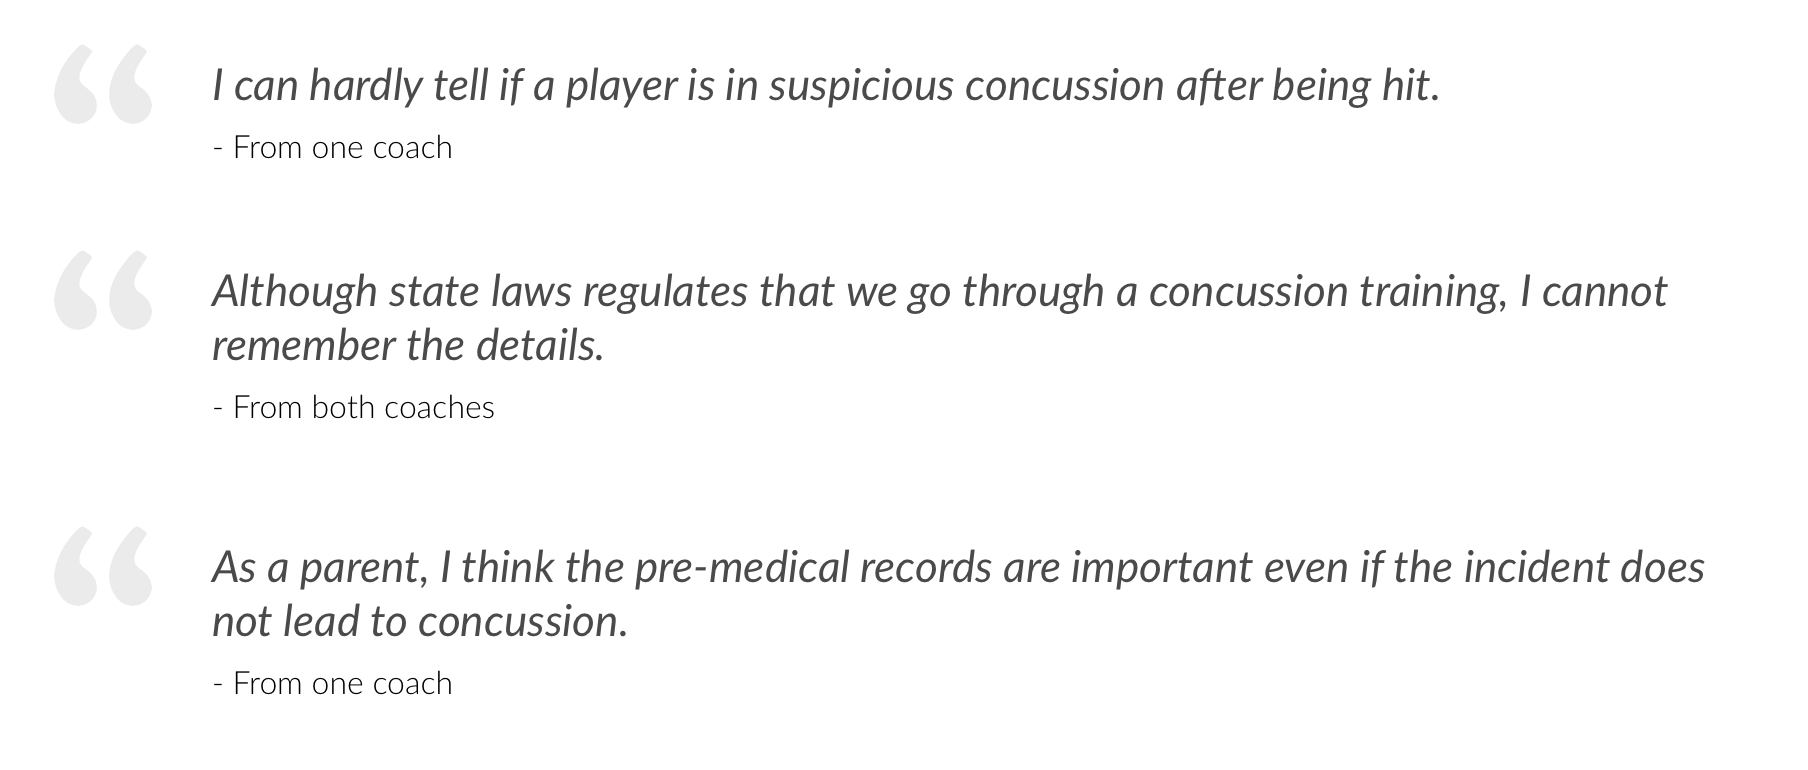 “ I can hardly tell if a player is in suspicious concussion after being hit.
- From one coach
“ Although state laws regulates that we go through a concussion training, I cannot
remember the details.
- From both coaches
“ As a parent, I think the pre-medical records are important even if the incident does
not lead to concussion.
- From one coach